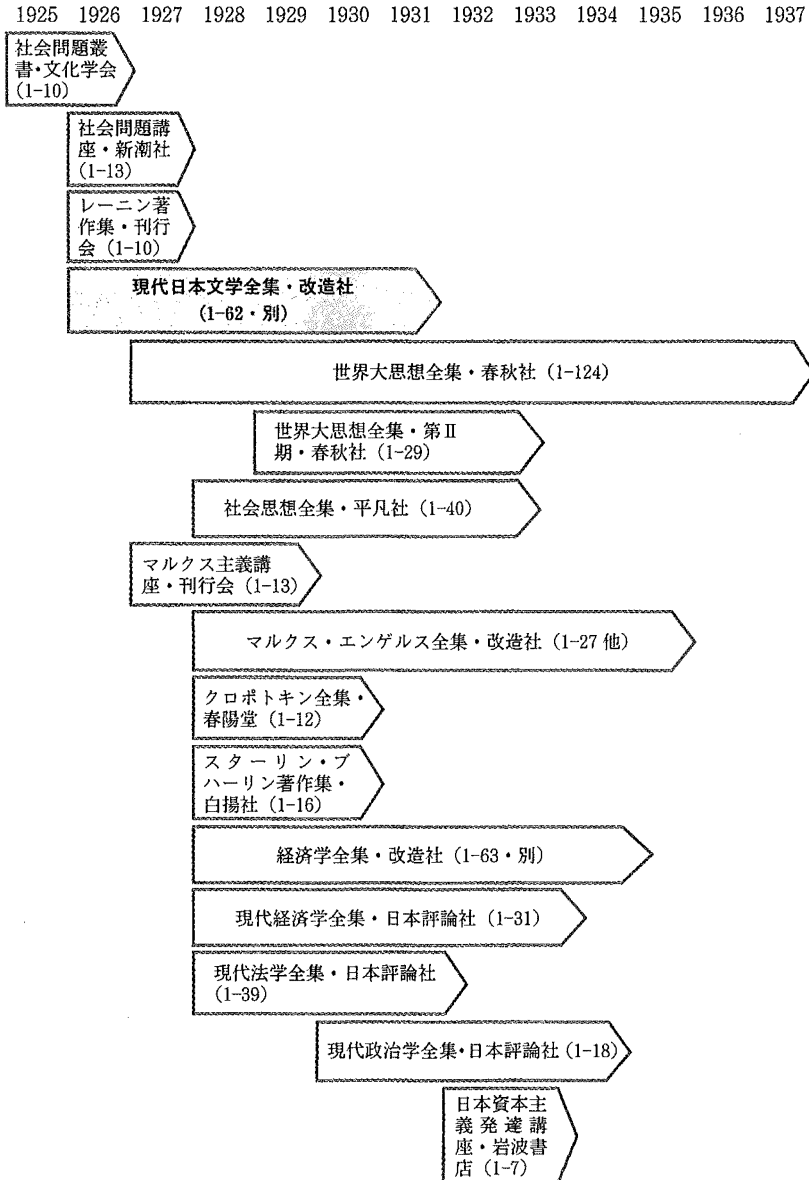 1925 1926 1927 1928 1929 1930 1931 1932 1933 1934 1935 1936 1937
社会問題叢
書・文化学会
(1-10)
社会問題講
座・新潮社
(1-13)
レーニン著
作集・刊行
会 (1-10)
現代日本文学全集・改造社
(1-62・別)
世界大思想全集・春秋社 (1-124)
世界大思想全集・第Ⅱ
期・春秋社 (1-29)
社会思想全集・平凡社 (1-40)
マルクス主義講
座・刊行会 (1-13)
マルクス・エンゲルス全集・改造社 (1-27 他)
クロポトキン全集・
春陽堂 (1-12)
スターリン・ブ
ハーリン著作集・
白揚社 (1-16)
経済学全集・改造社 (1-63・別)
現代経済学全集・日本評論社 (1-31)
現代法学全集・日本評論社
(1-39)
現代政治学全集・日本評論社 (1-18)
日本資本主
義発達講
座・岩波書
店 (1-7)